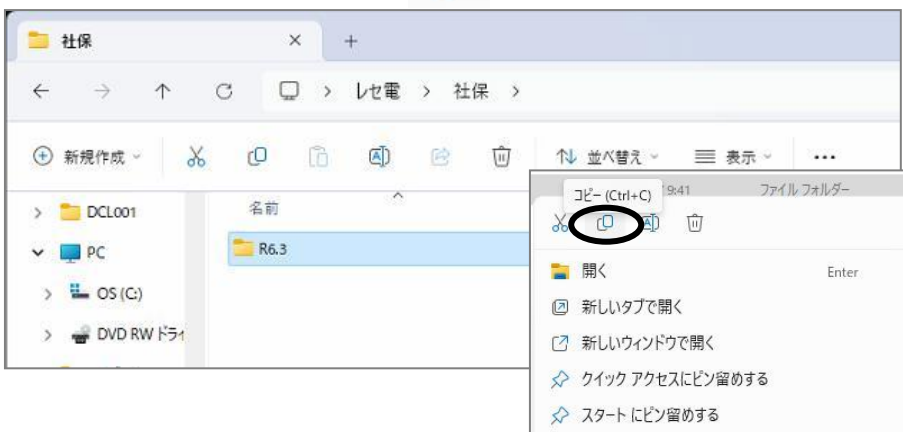 社保
レセ電 > 社保 >
新規作成
並べ替え
表示
名前
9:41 ファイル フォルダー
コピー (Ctrl+C)
DCL001
PC
OS (C:)
DVD RW ドライ
R6.3
開く Enter
新しいタブで開く
新しいウィンドウで開く
クイック アクセスにピン留めする
スタート にピン留めする